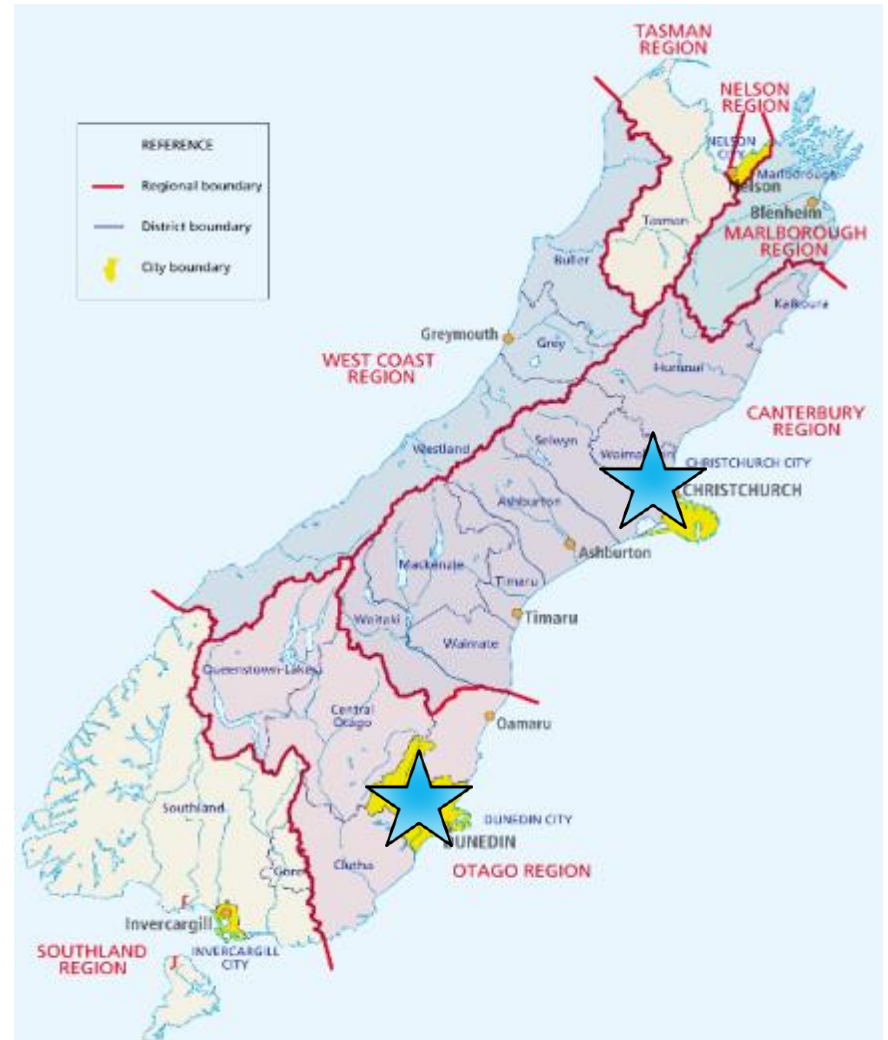 TASMAN
REGION
NELSON
REGION
REFERENCE
Regional boundary
District boundary
City boundary
NELSON
CITY
Marlborough
Nelson
Blenheim
MARLBOROUGH
REGION
Tasman
Buller
Kaikoura
Greymouth
Grey
WEST COAST
REGION
Hurunui
CANTERBURY
REGION
Westland
Selwyn
CHRISTCHURCH CITY
CHRISTCHURCH
Ashburton
Ashburton
Mackenzie
Timaru
Timaru
Waitaki
Waimate
Queenstown-Lakes
Central
Otago
Oamaru
Southland
DUNEDIN CITY
DUNEDIN
Clutha
OTAGO REGION
Gore
Invercargill
INVERCARGILL
CITY
SOUTHLAND
REGION